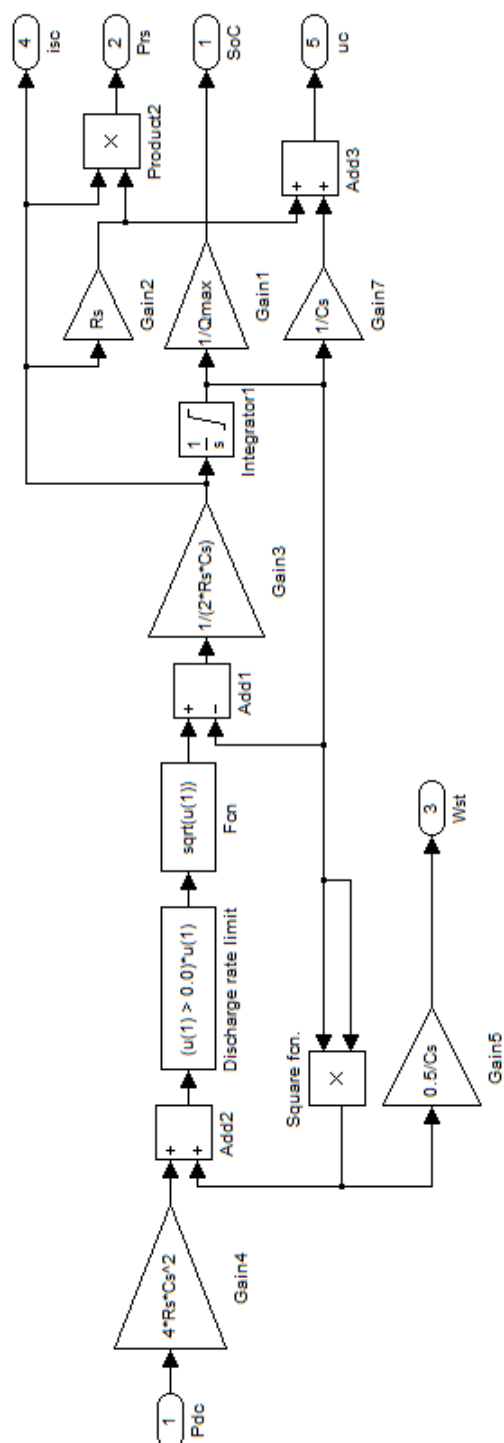 1
Pdc
4*Rs*Cs^2
Gain4
+
+
Add2
(u(1) > 0.0)*u(1)
Discharge rate limit
sqrt(u(1))
Fcn
+
−
Add1
1/(2*Rs*Cs)
Gain3
1
s
Integrator1
Rs
Gain2
×
Product2
4
isc
2
Prs
1/Qmax
Gain1
1
SoC
1/Cs
Gain7
+
+
Add3
5
uc
Square fcn.
×
0.5/Cs
Gain5
3
Wst